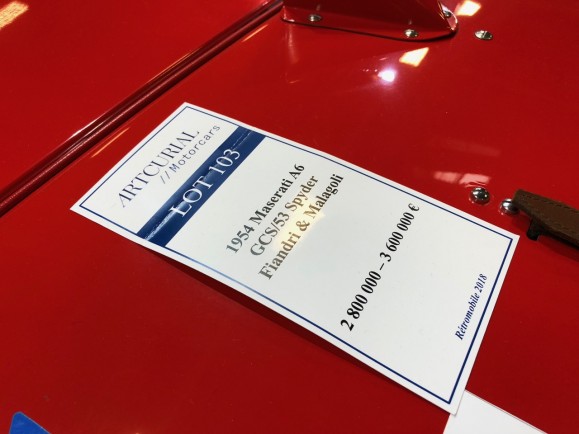 ARTCURIAL
//Motorcars
LOT 103
1954 Maserati A6
GCS/53 Spyder
Fiandri & Malagoli
2 800 000 – 3 600 000 €
Rétromobile 2018